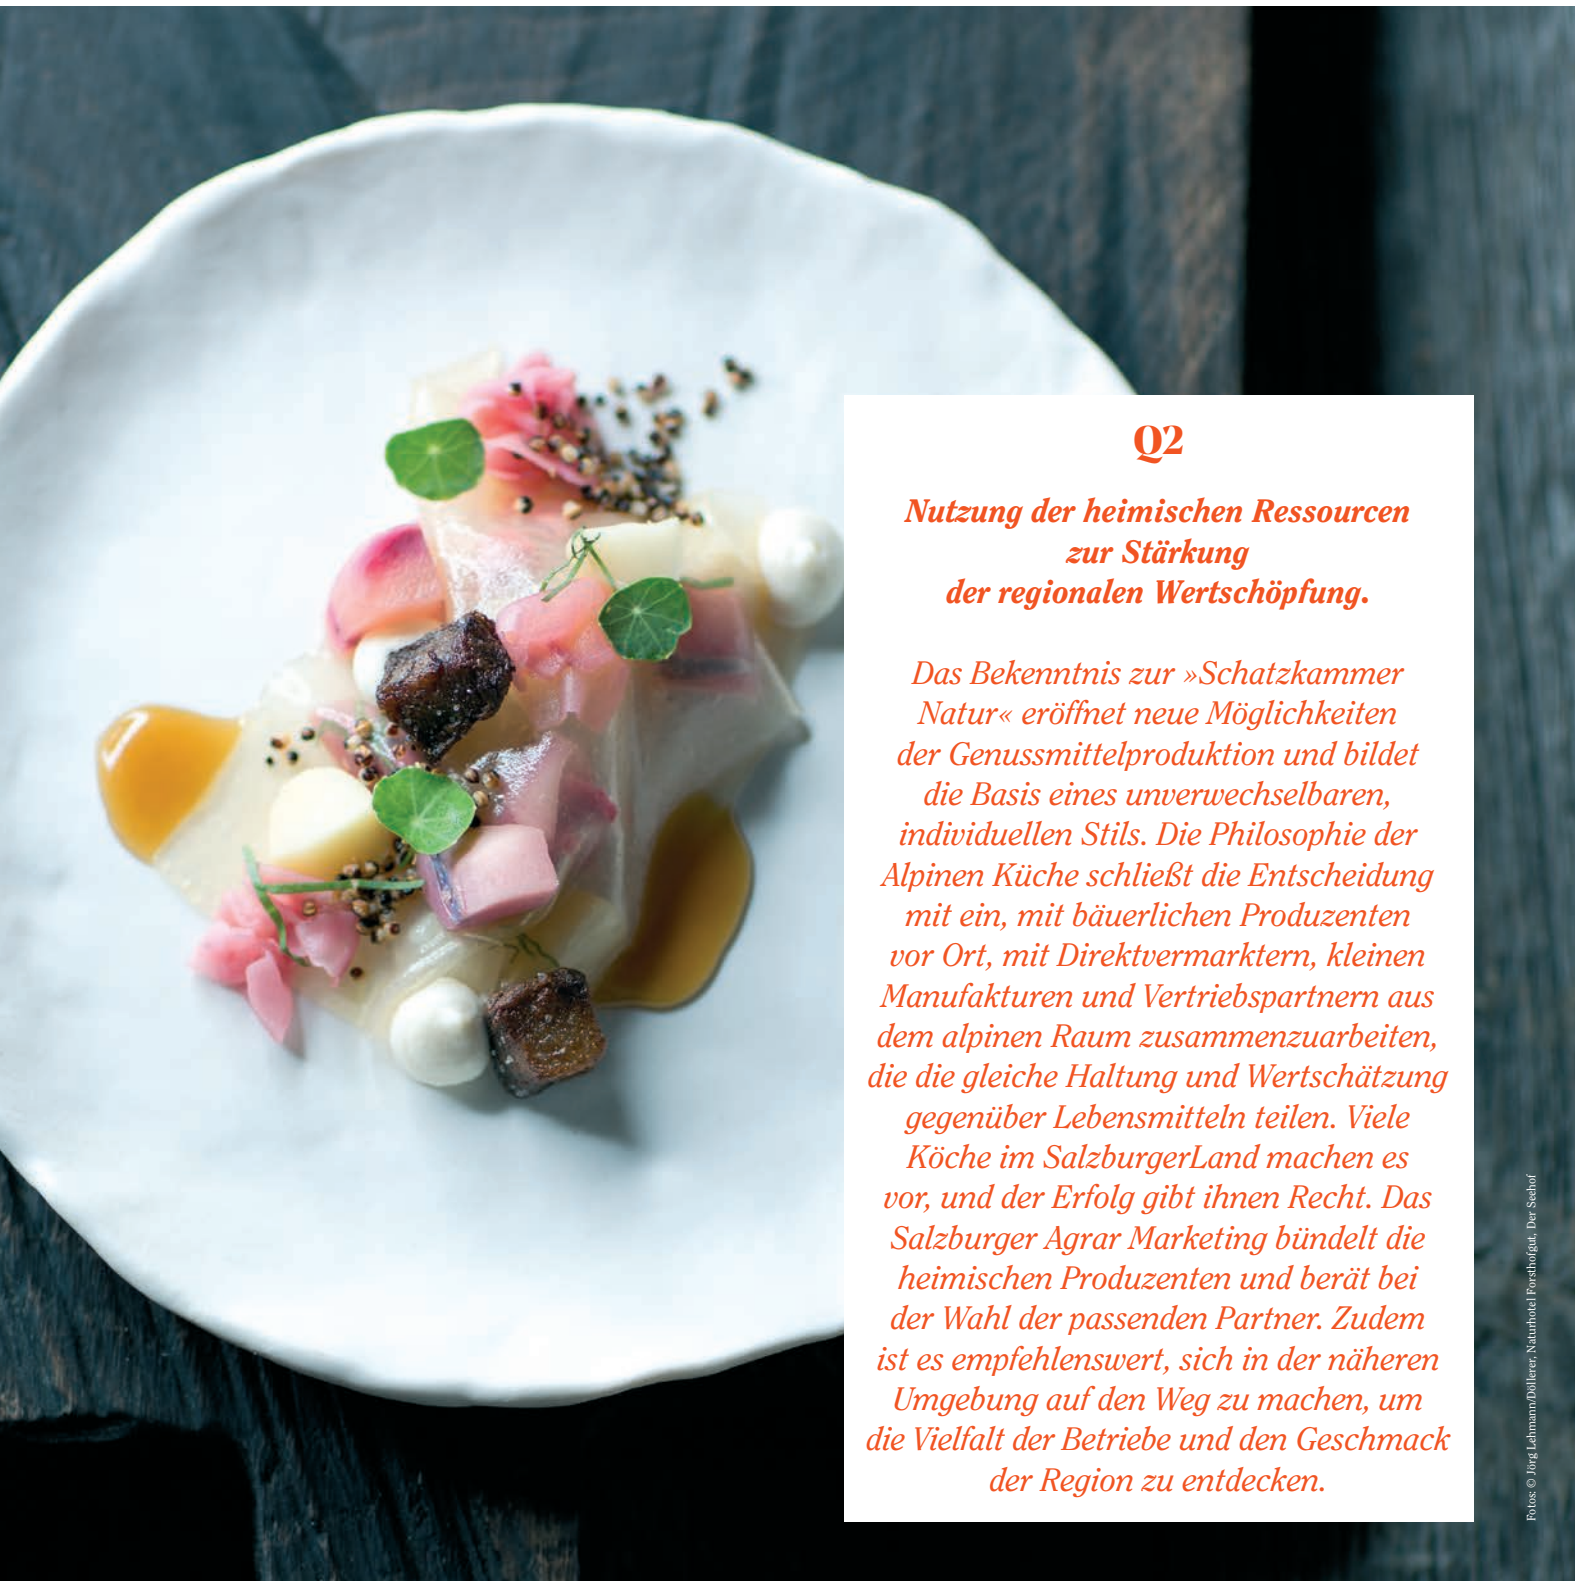 Q2
Nutzung der heimischen Ressourcen
zur Stärkung
der regionalen Wertschöpfung.
Das Bekenntnis zur »Schatzkammer
Natur« eröffnet neue Möglichkeiten
der Genussmittelproduktion und bildet
die Basis eines unverwechselbaren,
individuellen Stils. Die Philosophie der
Alpinen Küche schließt die Entscheidung
mit ein, mit bäuerlichen Produzenten
vor Ort, mit Direktvermarktern, kleinen
Manufakturen und Vertriebspartnern aus
dem alpinen Raum zusammenzuarbeiten,
die die gleiche Haltung und Wertschätzung
gegenüber Lebensmitteln teilen. Viele
Köche im SalzburgerLand machen es
vor, und der Erfolg gibt ihnen Recht. Das
Salzburger Agrar Marketing bündelt die
heimischen Produzenten und berät bei
der Wahl der passenden Partner. Zudem
ist es empfehlenswert, sich in der näheren
Umgebung auf den Weg zu machen, um
die Vielfalt der Betriebe und den Geschmack
der Region zu entdecken.
Fotos: © Jörg Lehmann/Döllerer, Naturhotel Forsthofgut, Der Seehof